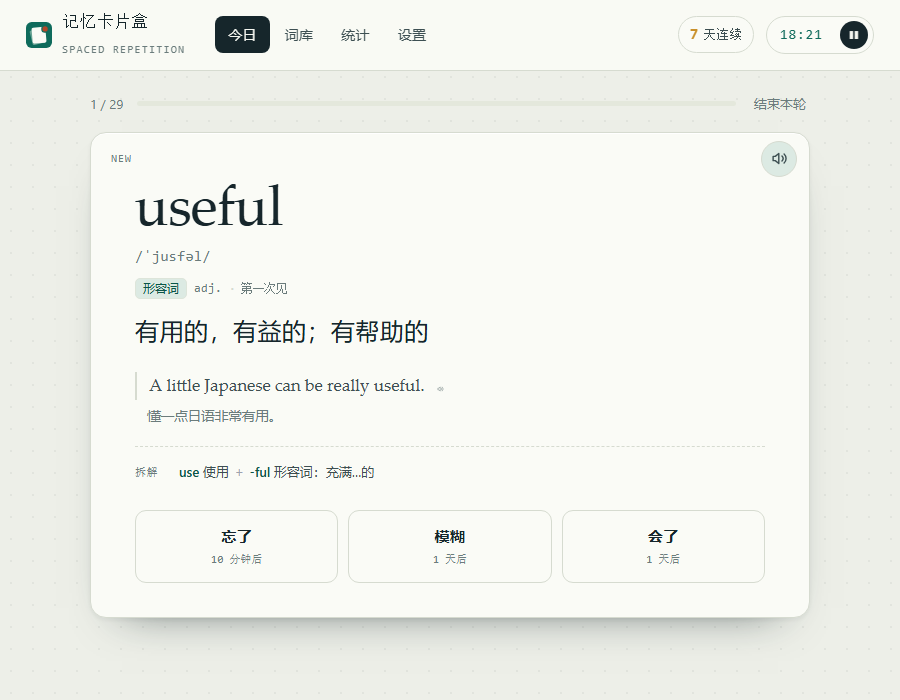 记忆卡片盒
SPACED REPETITION
今日 词库 统计 设置
7 天连续
18:21
1 / 29
结束本轮
NEW
useful
/ˈjusfəl/
形容词 adj. · 第一次见
有用的，有益的；有帮助的
A little Japanese can be really useful.
懂一点日语非常有用。
拆解 use 使用 + -ful 形容词：充满…的
忘了 模糊 会了
10 分钟后 1 天后 1 天后